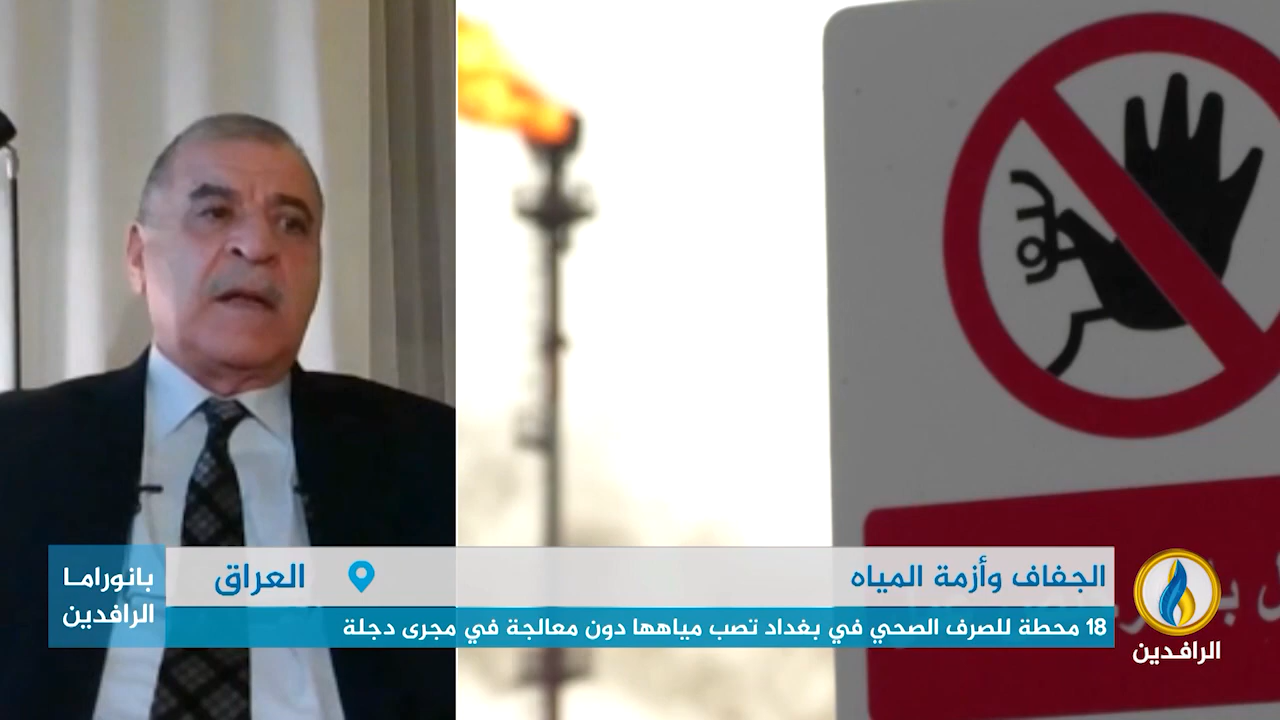 الجفاف وأزمة المياه
العراق
18 محطة للصرف الصحي في بغداد تصب مياهها دون معالجة في مجرى دجلة
بانوراما
الرافدين
الرافدين